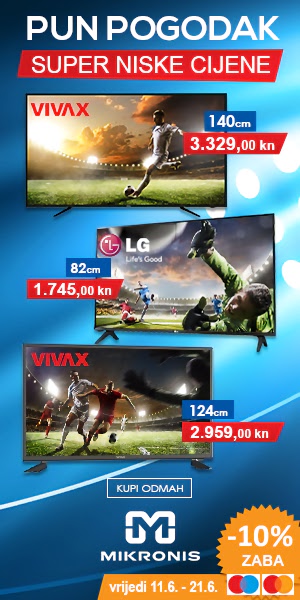 PUN POGODAK
SUPER NISKE CIJENE
VIVAX
140cm
3.329,00 kn
LG
Life's Good
82cm
1.745,00 kn
VIVAX
124cm
2.959,00 kn
KUPI ODMAH
MIKRONIS
-10%
ZABA
vrijedi 11.6. - 21.6.